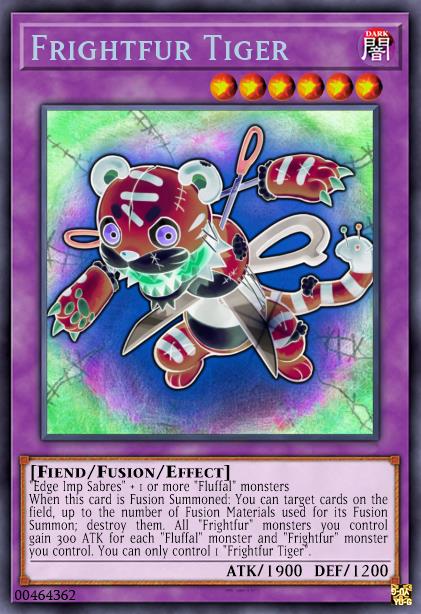 Frightfur Tiger
DARK
闇
[Fiend/Fusion/Effect]
"Edge Imp Sabres" + 1 or more "Fluffal" monsters
When this card is Fusion Summoned: You can target cards on the
field, up to the number of Fusion Materials used for its Fusion
Summon; destroy them. All "Frightfur" monsters you control
gain 300 ATK for each "Fluffal" monster and "Frightfur" monster
you control. You can only control 1 "Frightfur Tiger".
ATK/1900 DEF/1200
00464362